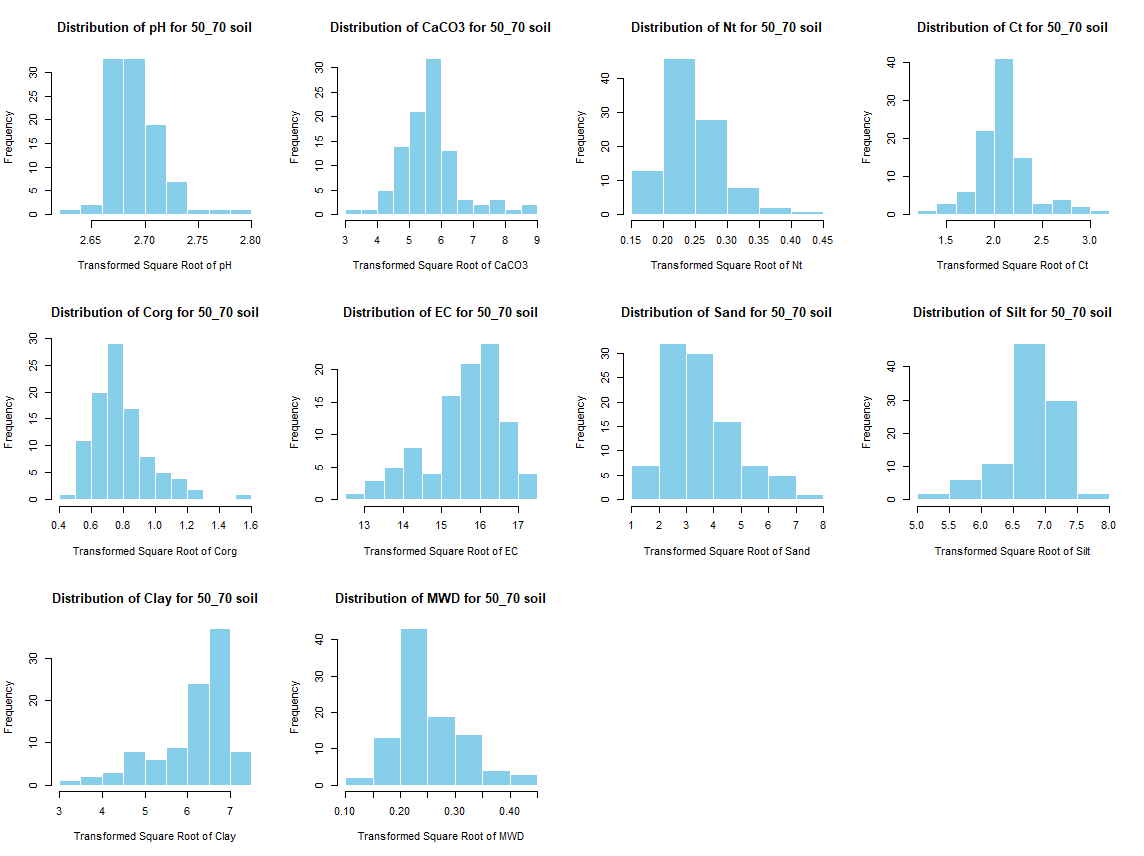 Distribution of pH for 50_70 soil
Frequency
0 5 10 15 20 25 30
2.65 2.70 2.75 2.80
Transformed Square Root of pH
Distribution of CaCO3 for 50_70 soil
Frequency
0 5 10 15 20 25 30
3 4 5 6 7 8 9
Transformed Square Root of CaCO3
Distribution of Nt for 50_70 soil
Frequency
0 10 20 30 40
0.15 0.20 0.25 0.30 0.35 0.40 0.45
Transformed Square Root of Nt
Distribution of Ct for 50_70 soil
Frequency
0 10 20 30 40
1.5 2.0 2.5 3.0
Transformed Square Root of Ct
Distribution of Corg for 50_70 soil
Frequency
0 5 10 15 20 25 30
0.4 0.6 0.8 1.0 1.2 1.4 1.6
Transformed Square Root of Corg
Distribution of EC for 50_70 soil
Frequency
0 5 10 15 20
13 14 15 16 17
Transformed Square Root of EC
Distribution of Sand for 50_70 soil
Frequency
0 5 10 15 20 25 30
1 2 3 4 5 6 7 8
Transformed Square Root of Sand
Distribution of Silt for 50_70 soil
Frequency
0 10 20 30 40
5.0 5.5 6.0 6.5 7.0 7.5 8.0
Transformed Square Root of Silt
Distribution of Clay for 50_70 soil
Frequency
0 10 20 30
3 4 5 6 7
Transformed Square Root of Clay
Distribution of MWD for 50_70 soil
Frequency
0 10 20 30 40
0.10 0.20 0.30 0.40
Transformed Square Root of MWD